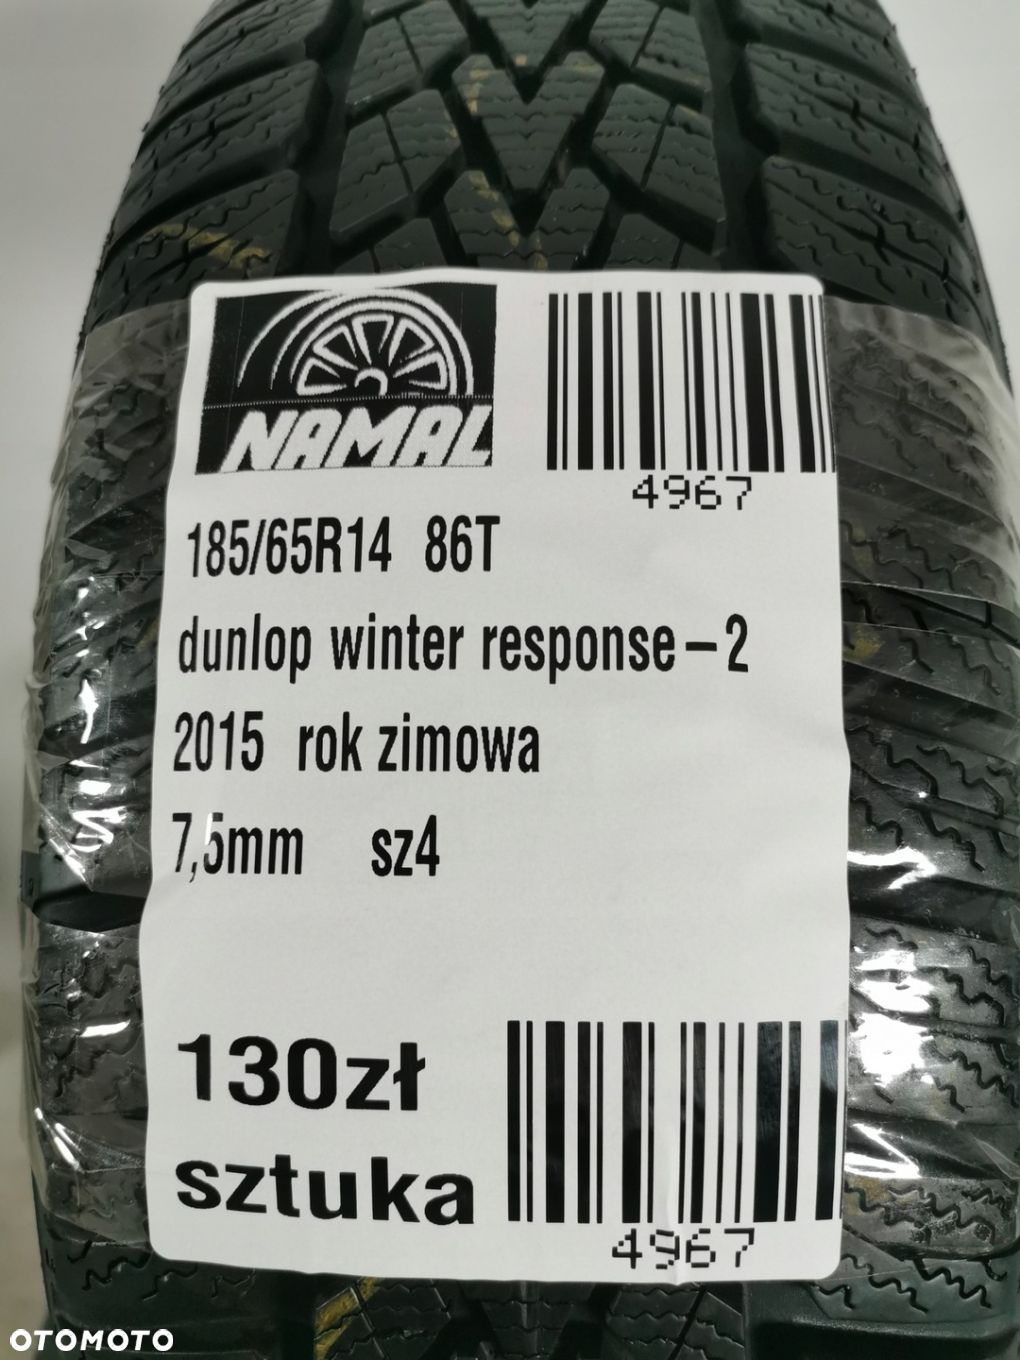 NAMAL
4967
185/65R14 86T
dunlop winter response-2
2015 rok zimowa
7,5mm sz4
130zł
sztuka
4967
OTOMOTO